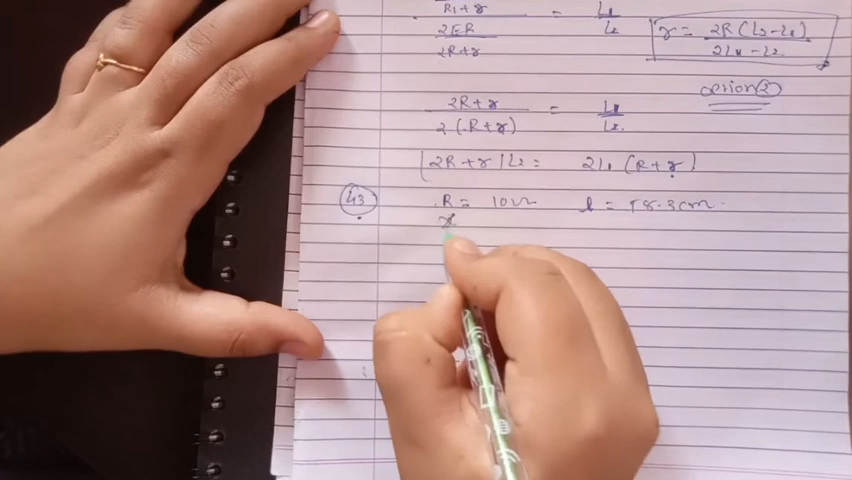 R1+r = L1
2ER L2
2R+r
r = 2R(L2-L1)
2L1-L2
option ②
2R+r = L1
2(R+r) L2
2R+r)L2 = 2L1(R+r)
43 R = 10Ω l = 58.3cm
x